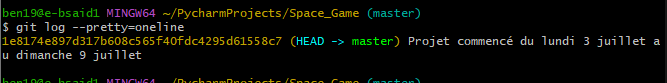 ben19@e-bsaid1 MINGW64 ~/PycharmProjects/Space_Game (master)
$ git log --pretty=oneline
1e8174e897d317b608c565f40fdc4295d61558c7 (HEAD -> master) Projet commencé du lundi 3 juillet a
u dimanche 9 juillet
ben19@e-bsaid1 MINGW64 ~/PycharmProjects/Space_Game (master)